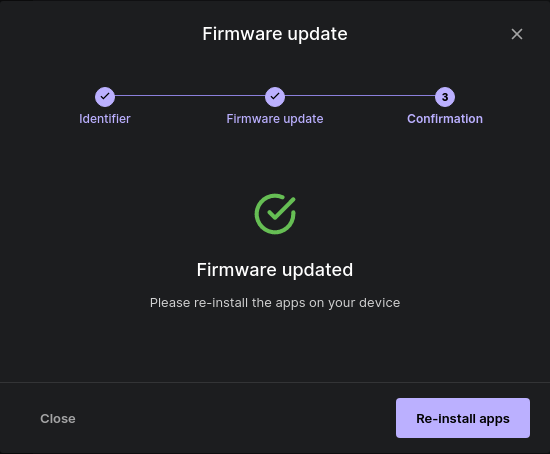 Firmware update
Identifier
Firmware update
3
Confirmation
Firmware updated
Please re-install the apps on your device
Close
Re-install apps